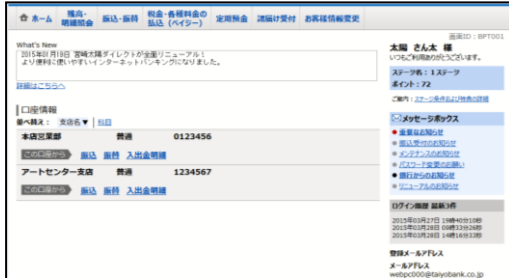 ホーム
残高・明細照会
振込・振替
税金・各種料金の払込（ペイジー）
定期預金
諸届け受付
お客様情報変更
画面ID：BPT001
What's New
2015年01月19日 宮崎太陽ダイレクトが全面リニューアル！
より便利に使いやすいインターネットバンキングになりました。
詳細はこちらへ
口座情報
並べ替え： 支店名▼ | 科目
本店営業部 普通 0123456
この口座から 振込 振替 入出金明細
アートセンター支店 普通 1234567
この口座から 振込 振替 入出金明細
太陽 さん太 様
いつもご利用ありがとうございます。
ステージ名：1ステージ
ポイント：72
ご案内：ステージ条件および特典の詳細
メッセージボックス
重要なお知らせ
振込受付のお知らせ
メンテナンスのお知らせ
パスワード変更のお願い
銀行からのお知らせ
リニューアルのお知らせ
ログイン履歴 最新3件
2015年03月27日 19時40分10秒
2015年03月26日 09時33分26秒
2015年03月26日 14時16分33秒
登録メールアドレス
メールアドレス
webpc000@taiyobank.co.jp